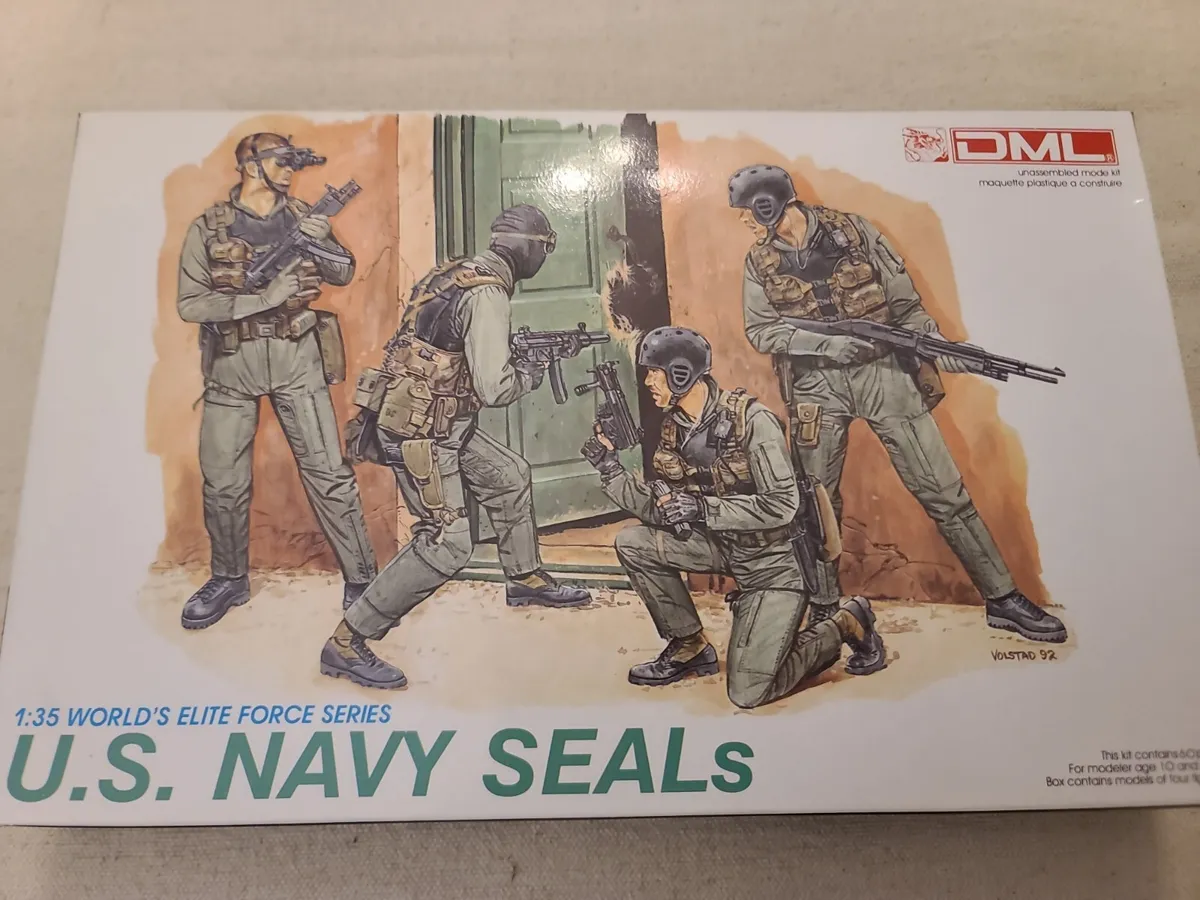 DML®
unassembled mode kit
maquette plastique a construire
VOLSTAD 92
1:35 WORLD'S ELITE FORCE SERIES
U.S. NAVY SEALs
This kit contains
For modeler age 10 and
Box contains models of four